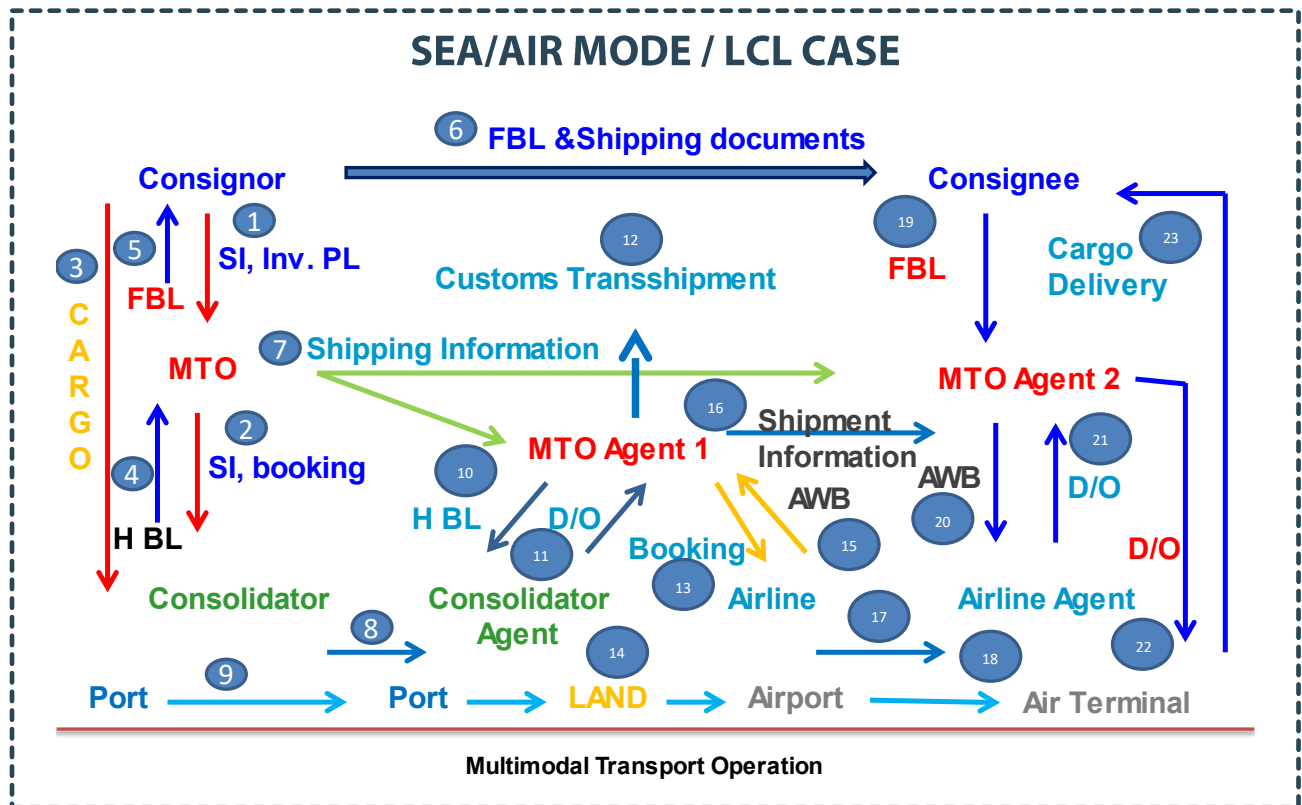 SEA/AIR MODE / LCL CASE
6
FBL &Shipping documents
Consignor
Consignee
1
5
3
SI, Inv. PL
FBL
C
A
R
G
O
12
Customs Transshipment
19
FBL
23
Cargo
Delivery
7
Shipping Information
MTO
MTO Agent 2
2
SI, booking
4
H BL
16
Shipment
Information
MTO Agent 1
10
H BL
D/O
11
AWB
15
Booking
13
AWB
20
21
D/O
D/O
Consolidator
Consolidator
Agent
Airline
Airline Agent
8
17
14
18
22
9
Port
Port
LAND
Airport
Air Terminal
Multimodal Transport Operation